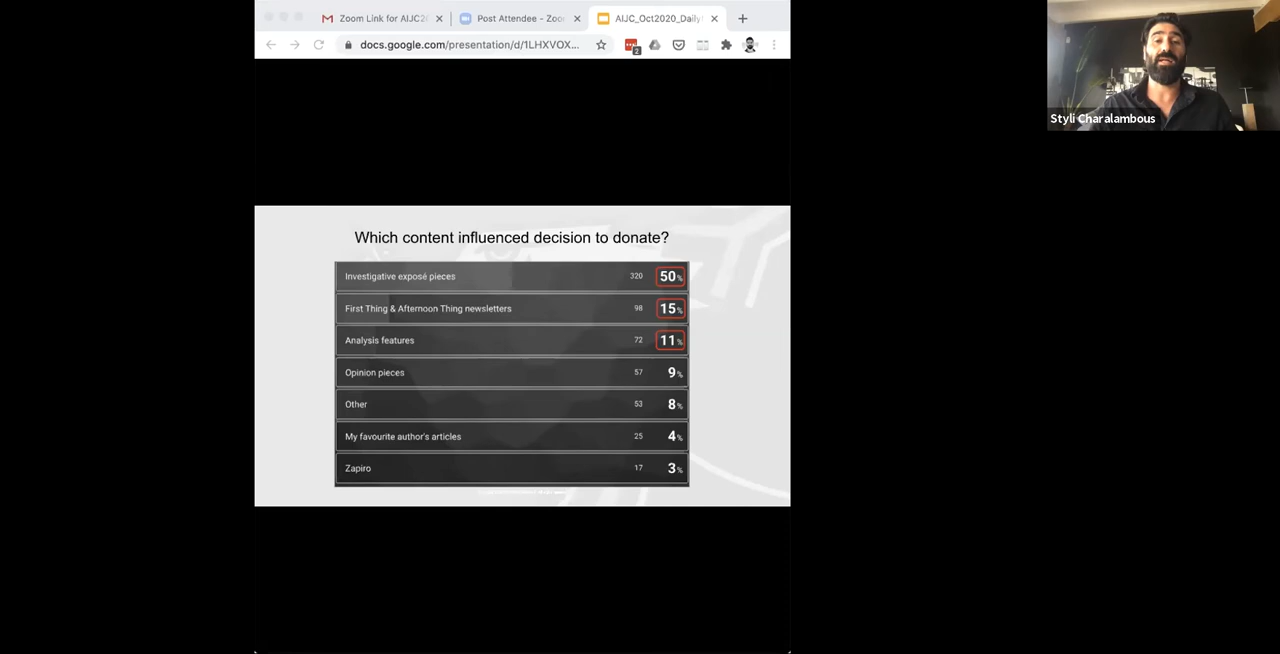 Zoom Link for AIJC20
Post Attendee - Zoo
AIJC_Oct2020_Daily
docs.google.com/presentation/d/1LHXVOX...
2
Styli Charalambous
Which content influenced decision to donate?
Investigative exposé pieces 320 50%
First Thing & Afternoon Thing newsletters 98 15%
Analysis features 72 11%
Opinion pieces 57 9%
Other 53 8%
My favourite author's articles 25 4%
Zapiro 17 3%